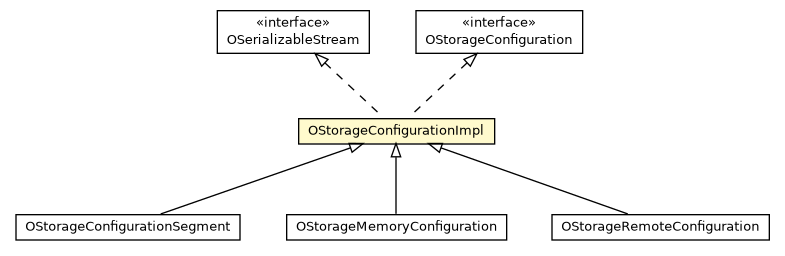 «interface»
OSerializableStream
«interface»
OStorageConfiguration
OStorageConfigurationImpl
OStorageConfigurationSegment
OStorageMemoryConfiguration
OStorageRemoteConfiguration